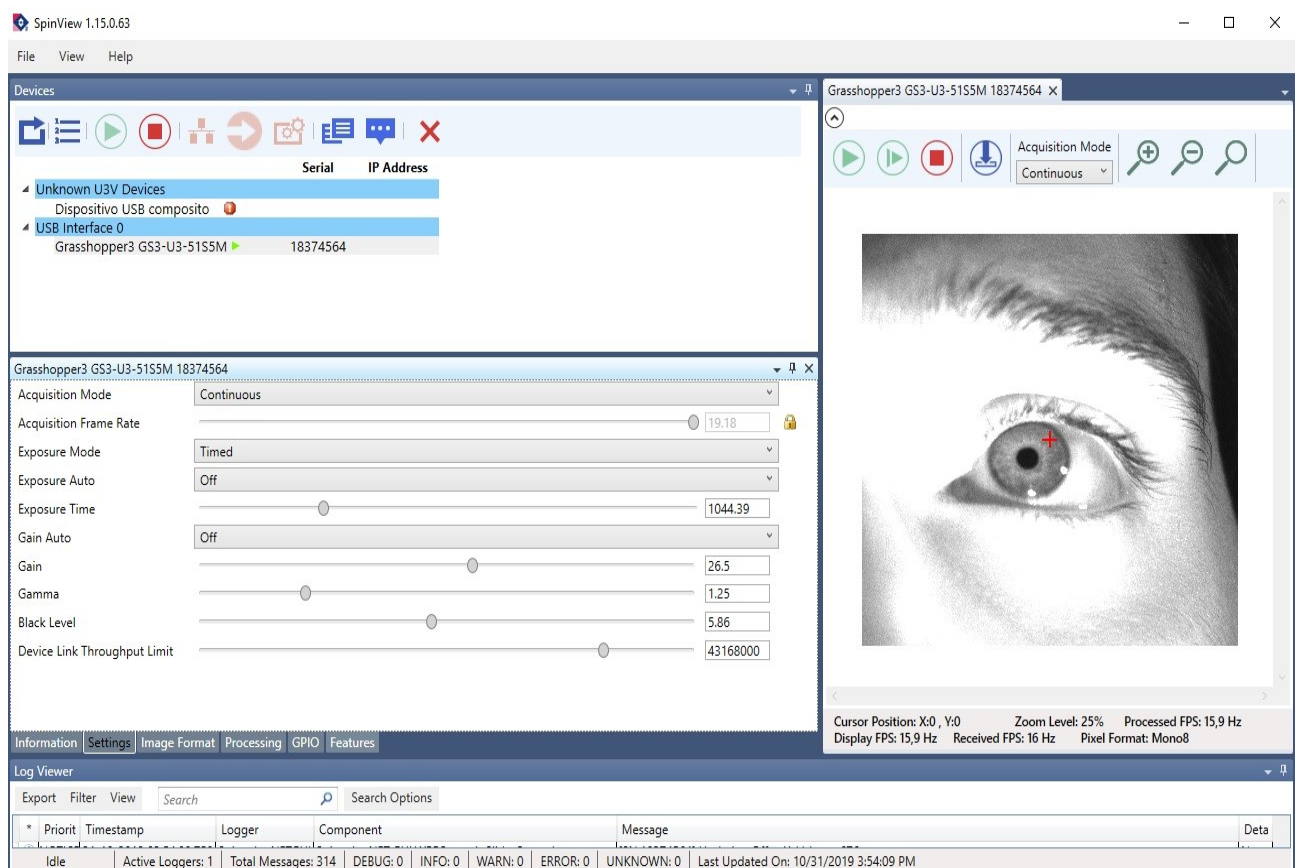 SpinView 1.15.0.63
File View Help
Devices
Serial IP Address
Unknown U3V Devices
Dispositivo USB composito
USB Interface 0
Grasshopper3 GS3-U3-51S5M 18374564
Grasshopper3 GS3-U3-51S5M 18374564
Acquisition Mode Continuous
Acquisition Frame Rate 19.18
Exposure Mode Timed
Exposure Auto Off
Exposure Time 1044.39
Gain Auto Off
Gain 26.5
Gamma 1.25
Black Level 5.86
Device Link Throughput Limit 43168000
Information Settings Image Format Processing GPIO Features
Grasshopper3 GS3-U3-51S5M 18374564
Acquisition Mode
Continuous
Cursor Position: X:0 , Y:0 Zoom Level: 25% Processed FPS: 15,9 Hz
Display FPS: 15,9 Hz Received FPS: 16 Hz Pixel Format: Mono8
Log Viewer
Export Filter View Search Search Options
* Priorit Timestamp Logger Component Message Deta
Idle Active Loggers: 1 Total Messages: 314 DEBUG: 0 INFO: 0 WARN: 0 ERROR: 0 UNKNOWN: 0 Last Updated On: 10/31/2019 3:54:09 PM